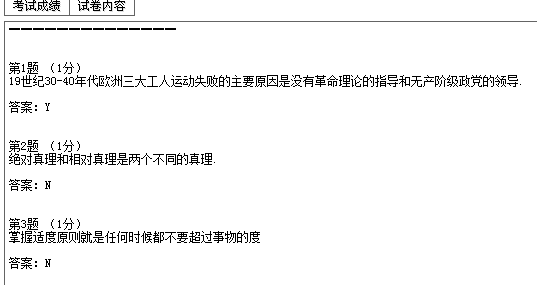 考试成绩 试卷内容
第1题 (1分)
19世纪30-40年代欧洲三大工人运动失败的主要原因是没有革命理论的指导和无产阶级政党的领导.
答案: Y
第2题 (1分)
绝对真理和相对真理是两个不同的真理.
答案: N
第3题 (1分)
掌握适度原则就是任何时候都不要超过事物的度
答案: N